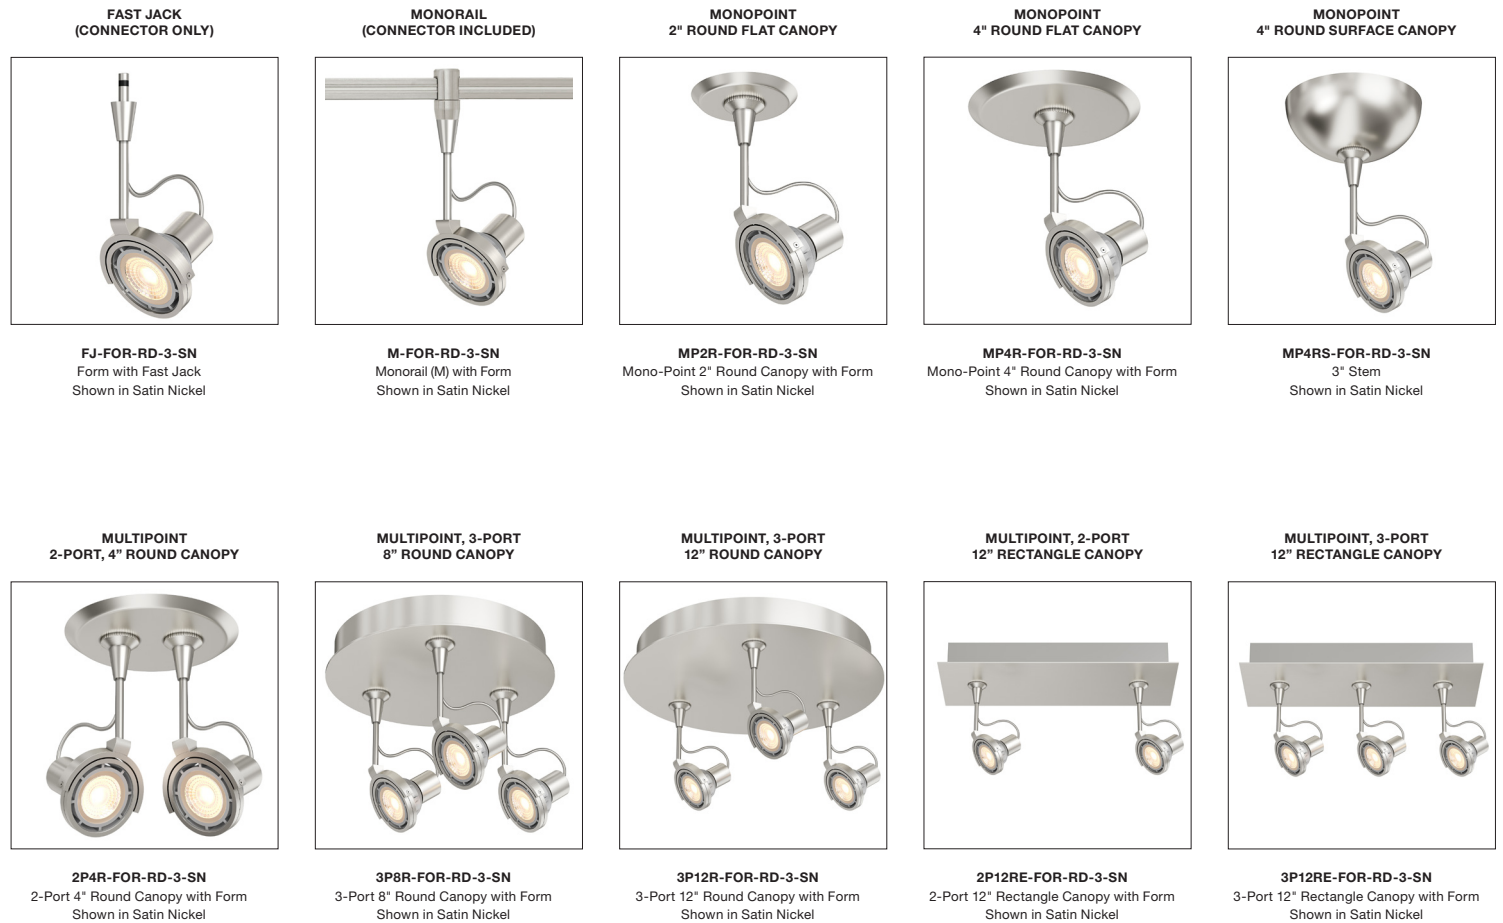 FAST JACK
(CONNECTOR ONLY)
MONORAIL
(CONNECTOR INCLUDED)
MONOPOINT
2" ROUND FLAT CANOPY
MONOPOINT
4" ROUND FLAT CANOPY
MONOPOINT
4" ROUND SURFACE CANOPY
FJ-FOR-RD-3-SN
Form with Fast Jack
Shown in Satin Nickel
M-FOR-RD-3-SN
Monorail (M) with Form
Shown in Satin Nickel
MP2R-FOR-RD-3-SN
Mono-Point 2" Round Canopy with Form
Shown in Satin Nickel
MP4R-FOR-RD-3-SN
Mono-Point 4" Round Canopy with Form
Shown in Satin Nickel
MP4RS-FOR-RD-3-SN
3" Stem
Shown in Satin Nickel
MULTIPOINT
2-PORT, 4” ROUND CANOPY
MULTIPOINT, 3-PORT
8” ROUND CANOPY
MULTIPOINT, 3-PORT
12” ROUND CANOPY
MULTIPOINT, 2-PORT
12” RECTANGLE CANOPY
MULTIPOINT, 3-PORT
12” RECTANGLE CANOPY
2P4R-FOR-RD-3-SN
2-Port 4" Round Canopy with Form
Shown in Satin Nickel
3P8R-FOR-RD-3-SN
3-Port 8" Round Canopy with Form
Shown in Satin Nickel
3P12R-FOR-RD-3-SN
3-Port 12" Round Canopy with Form
Shown in Satin Nickel
2P12RE-FOR-RD-3-SN
2-Port 12" Rectangle Canopy with Form
Shown in Satin Nickel
3P12RE-FOR-RD-3-SN
3-Port 12" Rectangle Canopy with Form
Shown in Satin Nickel